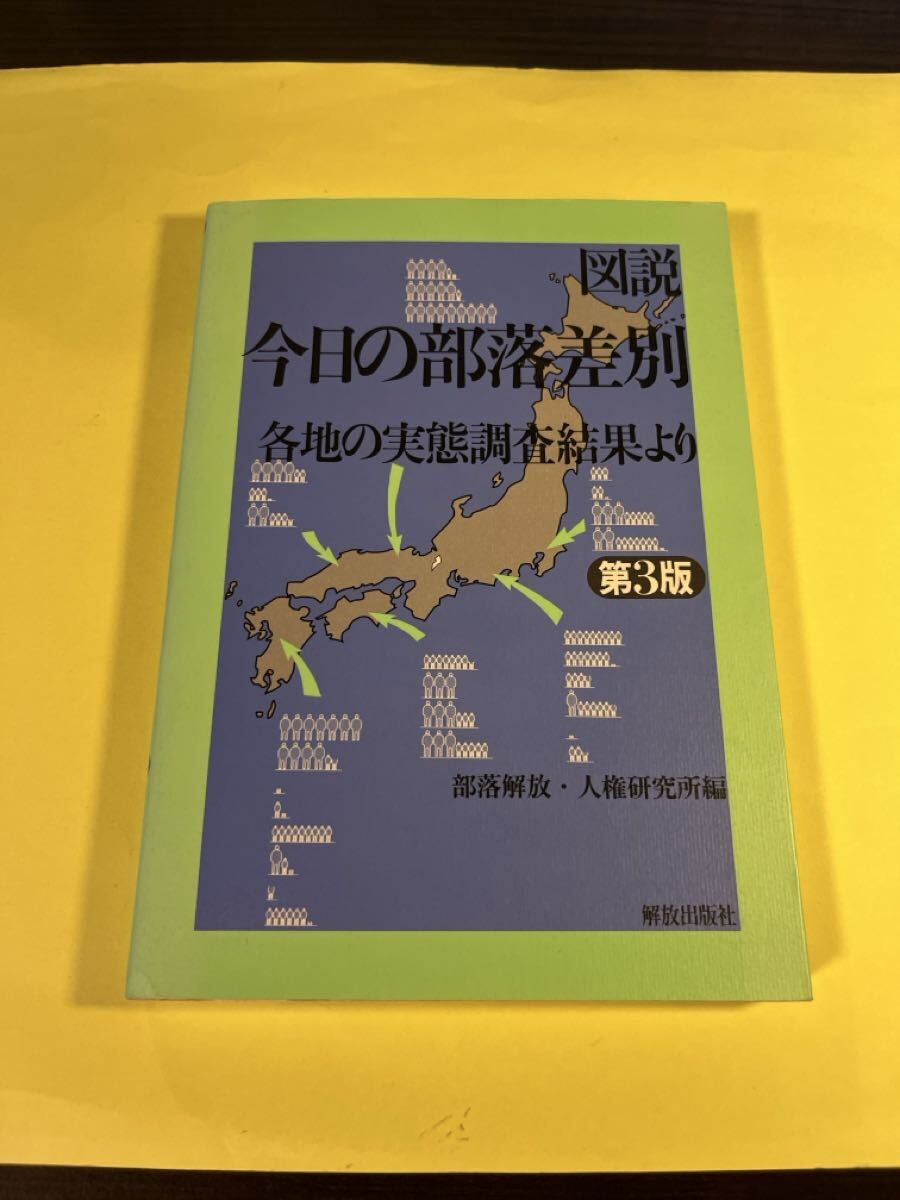 図説
今日の部落差別
各地の実態調査結果より
第3版
部落解放・人権研究所編
解放出版社